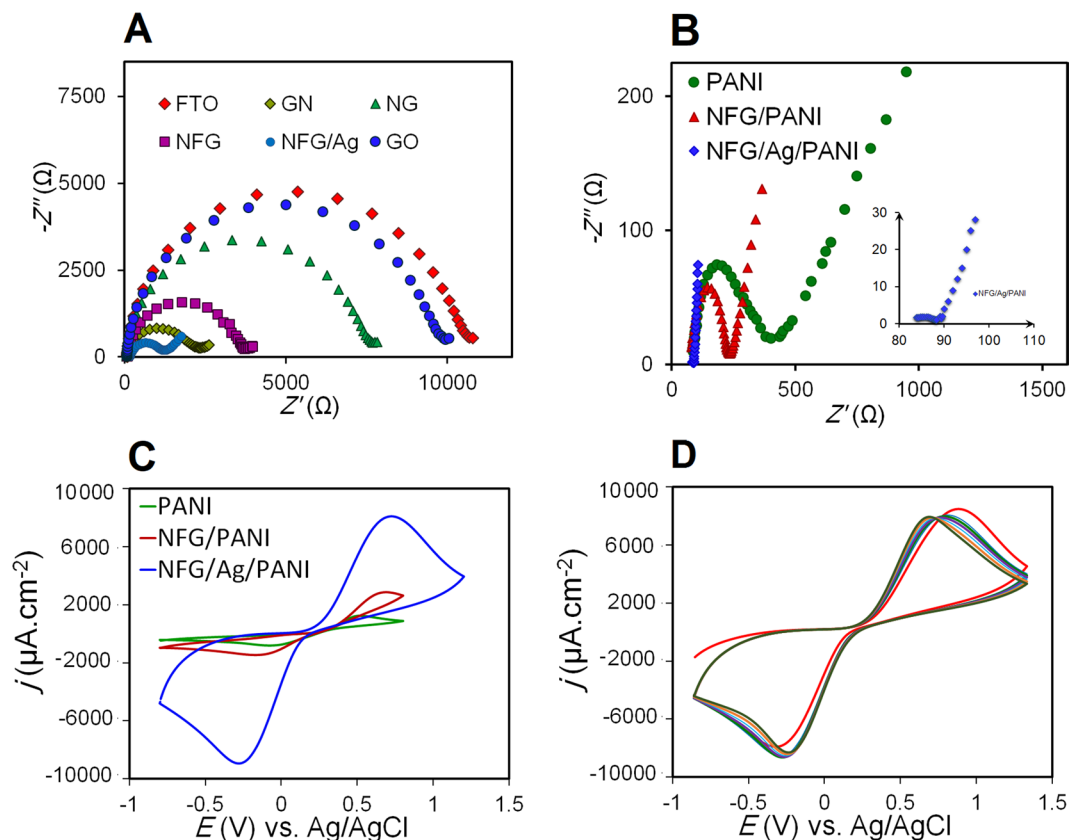 A
7500
5000
2500
0
-Z″(Ω)
FTO GN NG
NFG NFG/Ag GO
0 5000 10000
Z′(Ω)
B
200
100
0
-Z″(Ω)
PANI
NFG/PANI
NFG/Ag/PANI
30
20
10
0
80 90 100 110
NFG/Ag/PANI
0 500 1000 1500
Z′(Ω)
C
10000
6000
2000
-2000
-6000
-10000
j (µA.cm-2)
PANI
NFG/PANI
NFG/Ag/PANI
-1 -0.5 0 0.5 1 1.5
E (V) vs. Ag/AgCl
D
10000
6000
2000
-2000
-6000
-10000
j (µA.cm-2)
-1 -0.5 0 0.5 1 1.5
E (V) vs. Ag/AgCl